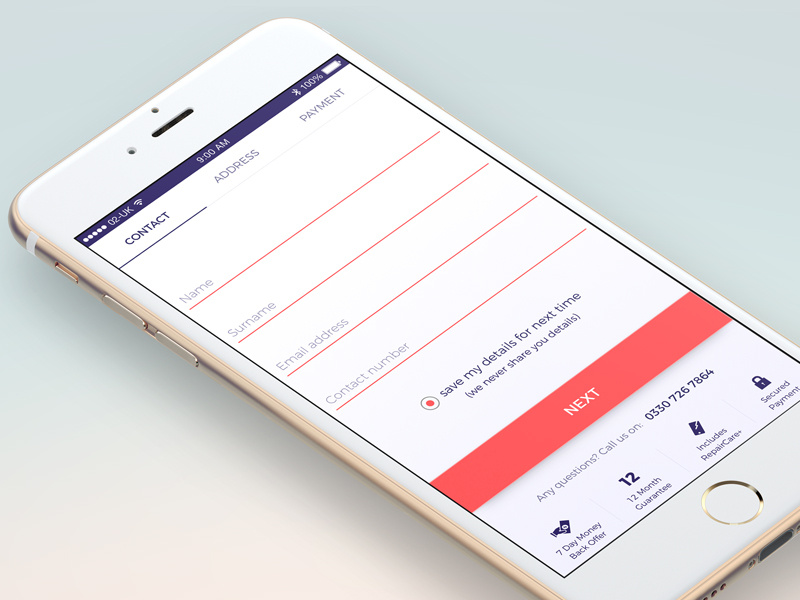 02-UK 9:00 AM 100%
CONTACT ADDRESS PAYMENT
Name
Surname
Email address
Contact number
save my details for next time
(we never share you details)
NEXT
Any questions? Call us on: 0330 726 7864
7 Day Money
Back Offer
12
12 Month
Guarantee
Includes
RepairCare+
Secured
Payment